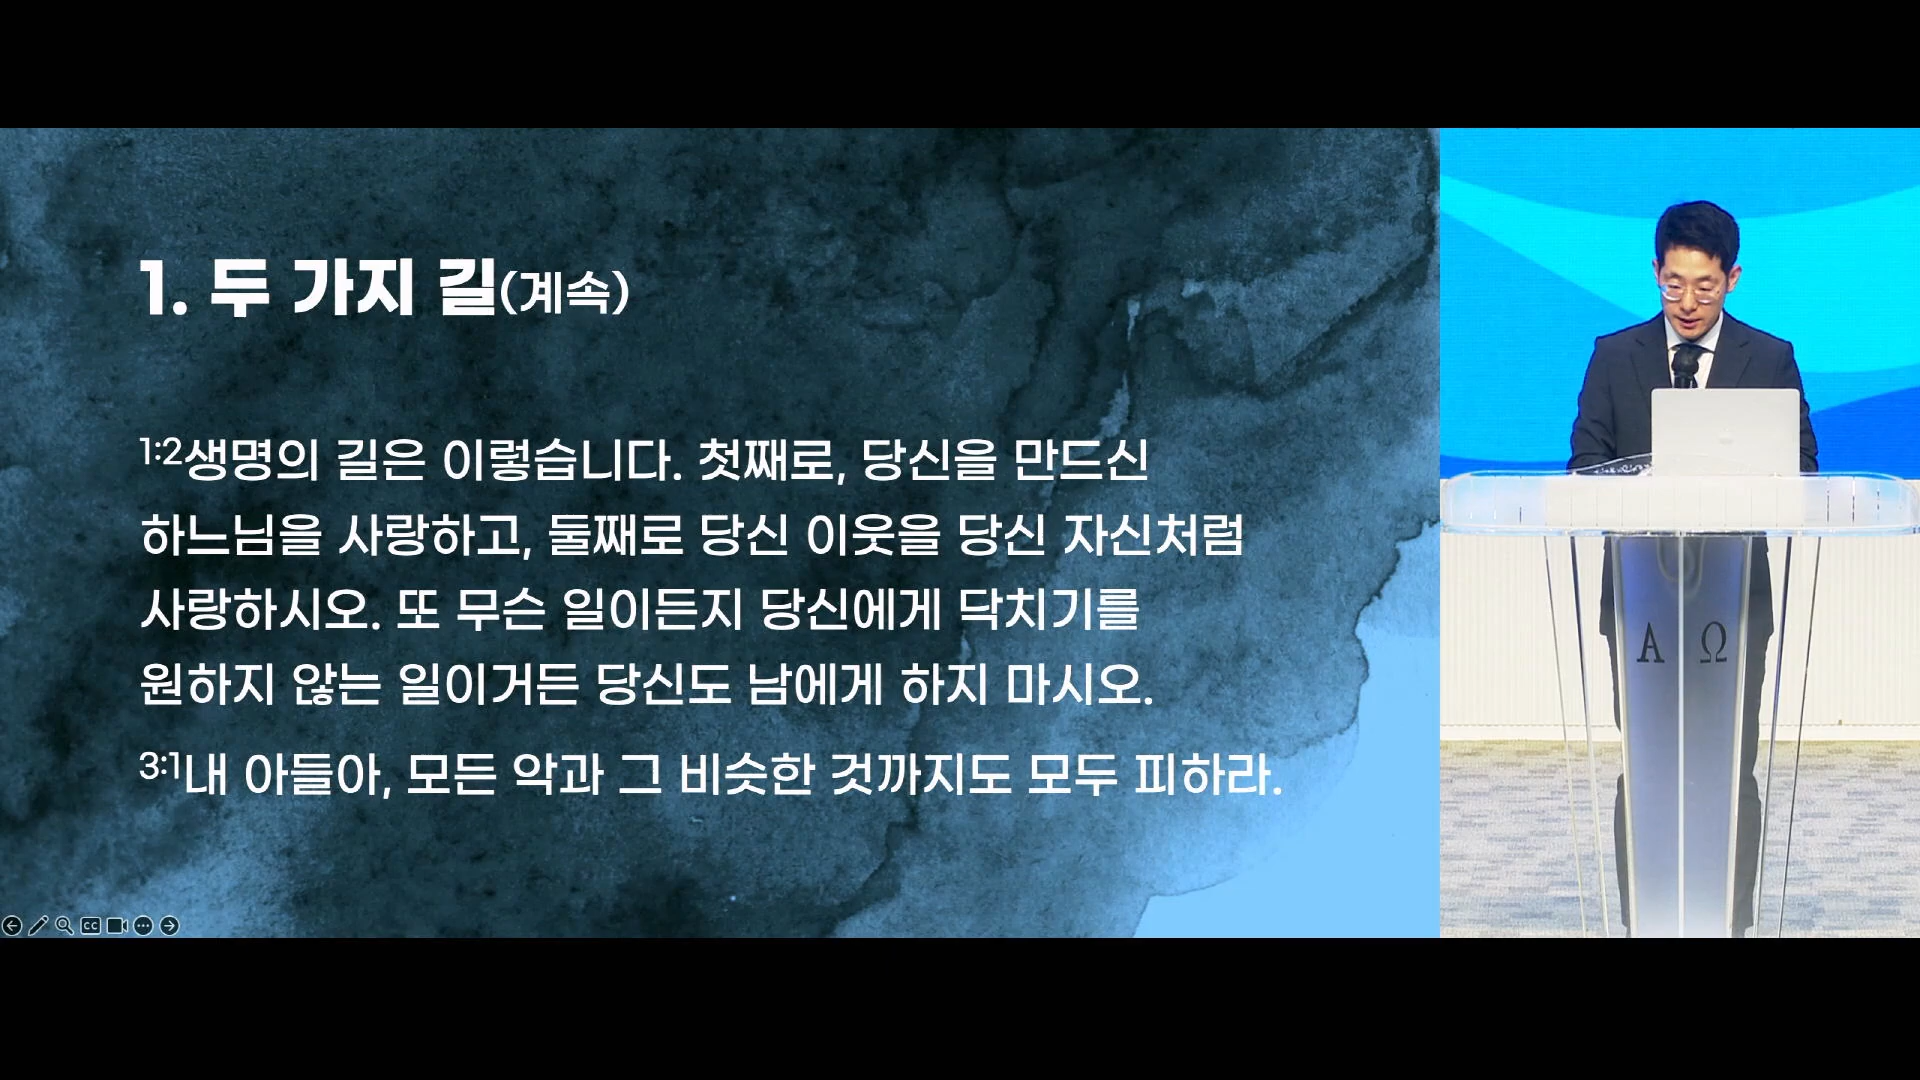 1. 두 가지 길(계속)
1:2생명의 길은 이렇습니다. 첫째로, 당신을 만드신
하느님을 사랑하고, 둘째로 당신 이웃을 당신 자신처럼
사랑하시오. 또 무슨 일이든지 당신에게 닥치기를
원하지 않는 일이거든 당신도 남에게 하지 마시오.
3:1내 아들아, 모든 악과 그 비슷한 것까지도 모두 피하라.
CC
Α Ω